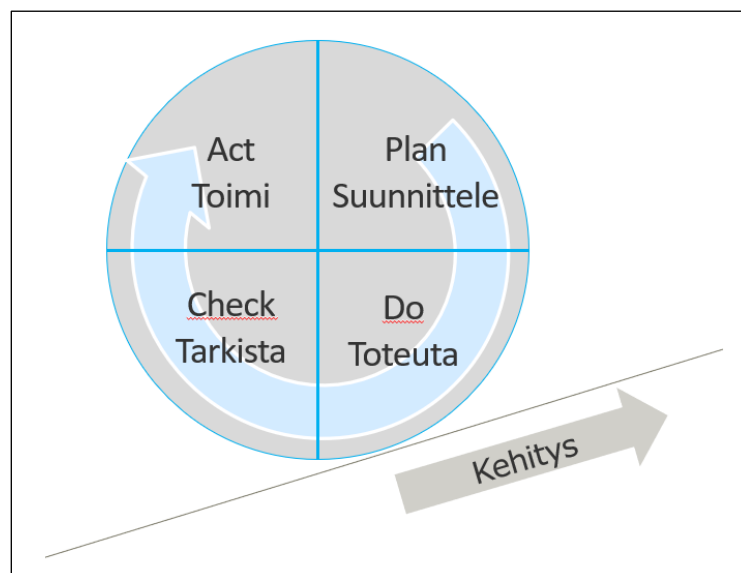 Act
Toimi
Plan
Suunnittele
Check
Tarkista
Do
Toteuta
Kehitys